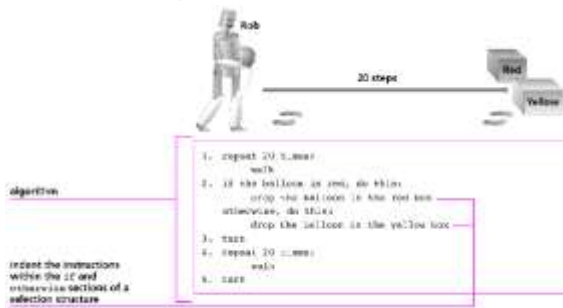 Rob
20 steps
Red
Yellow
1. repeat 20 times:
walk
2. if the balloon is red, do this:
drop the balloon in the red box
otherwise, do this:
drop the balloon in the yellow box
3. turn
4. repeat 20 times:
walk
5. turn
algorithm
indent the instructions
within the if and
otherwise sections of a
selection structure